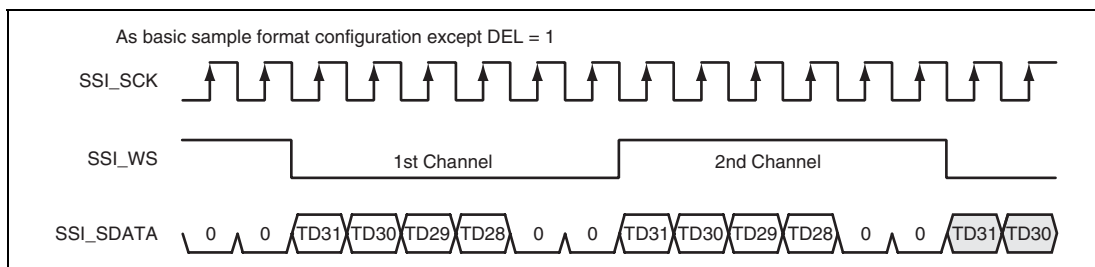 As basic sample format configuration except DEL = 1
SSI_SCK
SSI_WS 1st Channel 2nd Channel
SSI_SDATA 0 0 TD31 TD30 TD29 TD28 0 0 TD31 TD30 TD29 TD28 0 0 TD31 TD30